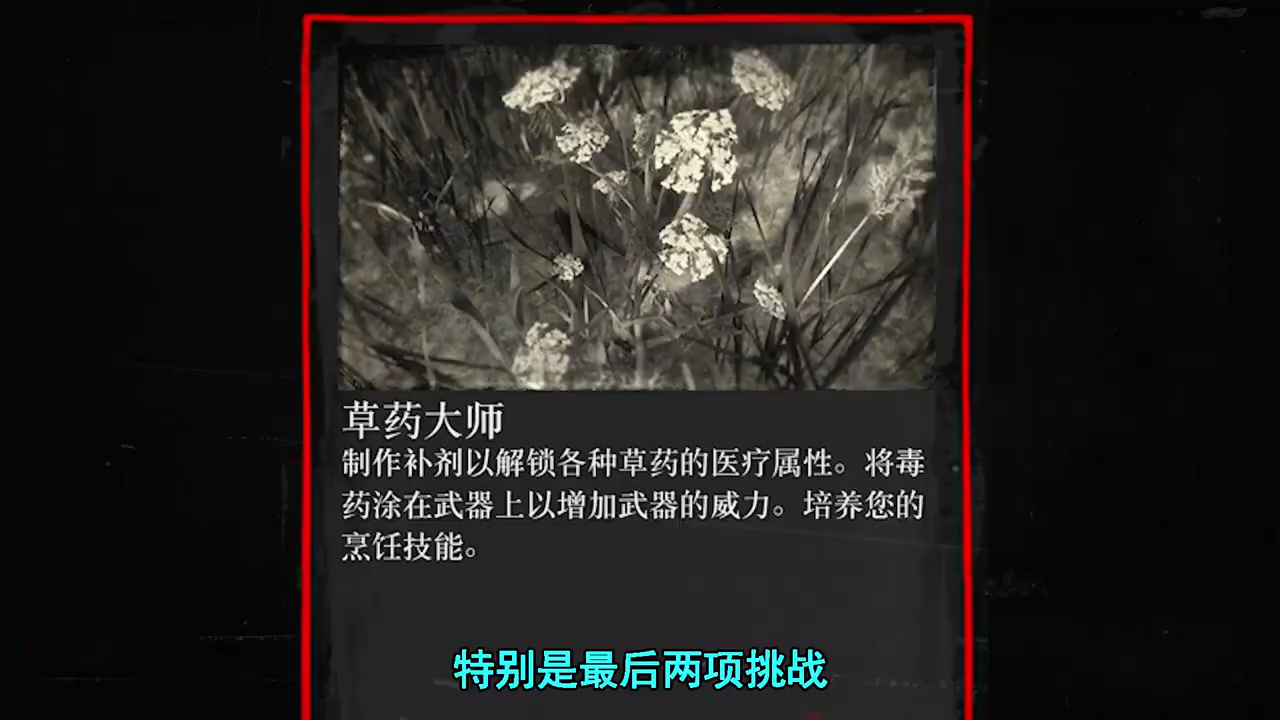 草药大师
制作补剂以解锁各种草药的医疗属性。将毒
药涂在武器上以增加武器的威力。培养您的
烹饪技能。
特别是最后两项挑战